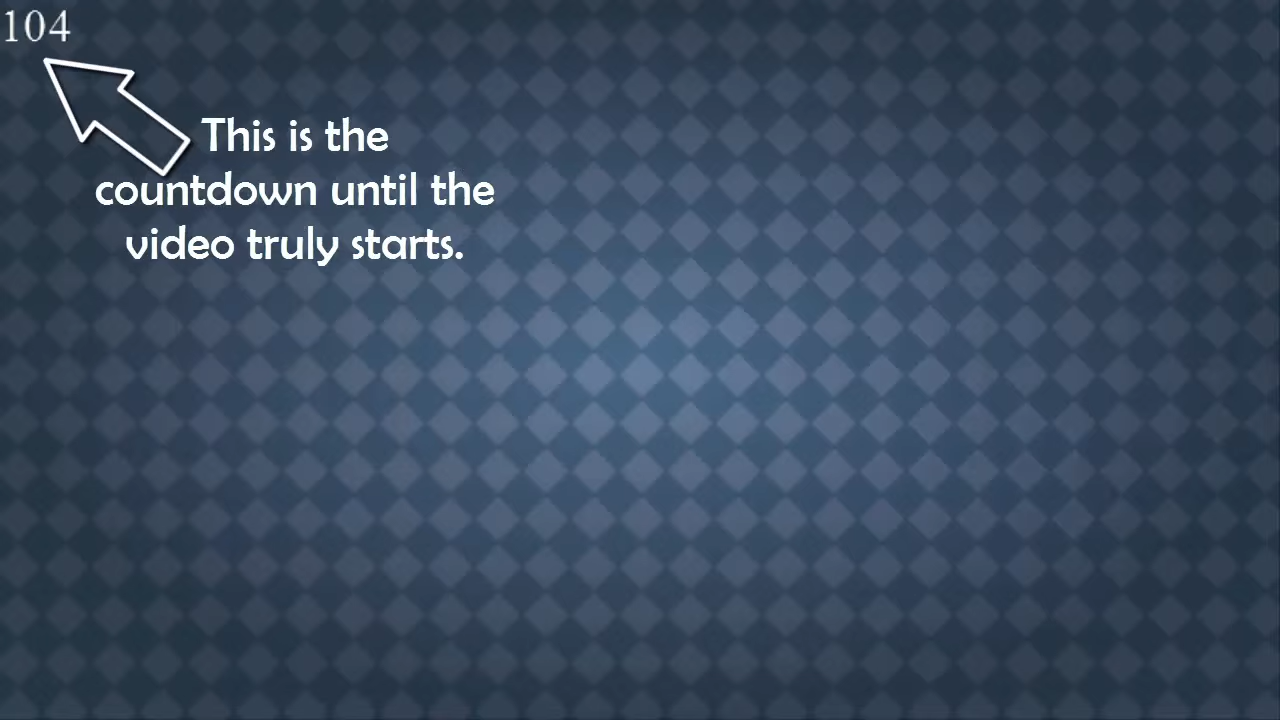 104
This is the
countdown until the
video truly starts.